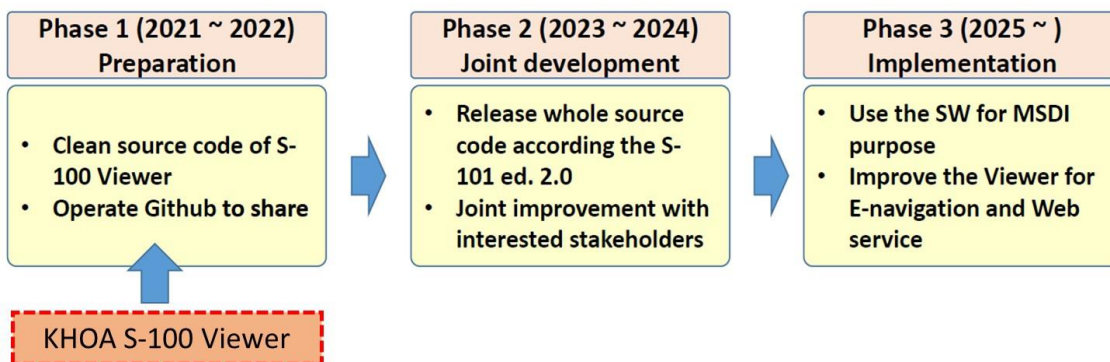 Phase 1 (2021 ~ 2022)
Preparation
• Clean source code of S-
100 Viewer
• Operate Github to share
KHOA S-100 Viewer
Phase 2 (2023 ~ 2024)
Joint development
• Release whole source
code according the S-
101 ed. 2.0
• Joint improvement with
interested stakeholders
Phase 3 (2025 ~ )
Implementation
• Use the SW for MSDI
purpose
• Improve the Viewer for
E-navigation and Web
service